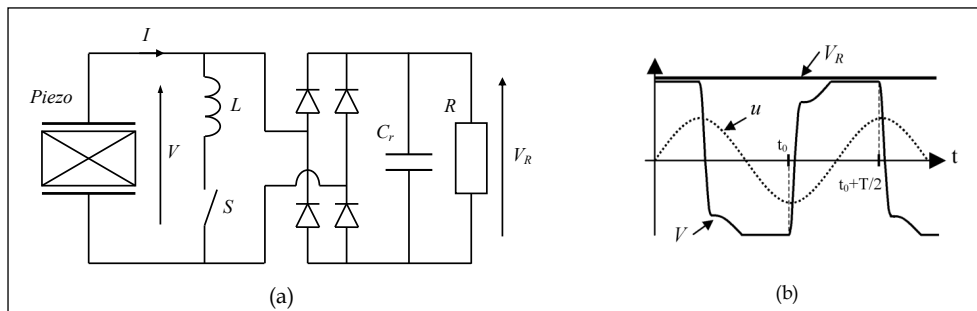 I
Piezo
V
L
S
C_r
R
V_R
(a)
V_R
u
t_0
t
t_0+T/2
V
(b)